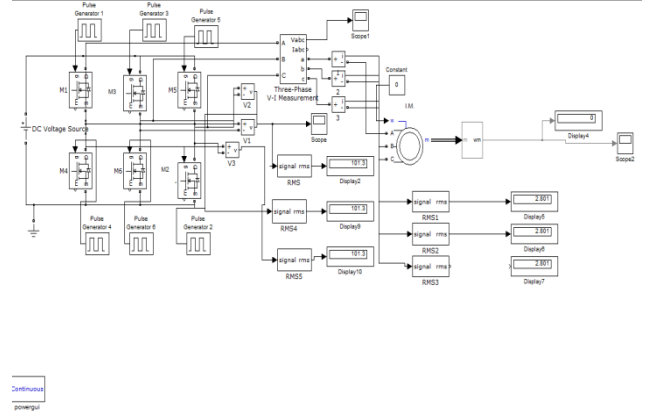 Pulse
Generator 1
Pulse
Generator 3
Pulse
Generator 5
Scope1
Vabc
Iabc
A
B
C
a
b
c
Three-Phase
V-I Measurement
M1
M3
M5
V2
V1
V3
+
-
v
+
-
v
+
-
v
+
i
-
+
i
-
2
+
i
-
3
Constant
0
I.M.
w
A
B
C
m
wm
0
Display4
Scope2
Scope
DC Voltage Source
M4
M6
M2
signal rms
RMS
101.3
Display2
signal rms
RMS4
101.3
Display9
signal rms
RMS5
101.3
Display10
signal rms
RMS1
2.801
Display5
signal rms
RMS2
2.801
Display6
signal rms
RMS3
2.801
Display7
Pulse
Generator 4
Pulse
Generator 6
Pulse
Generator 2
Continuous
powergui